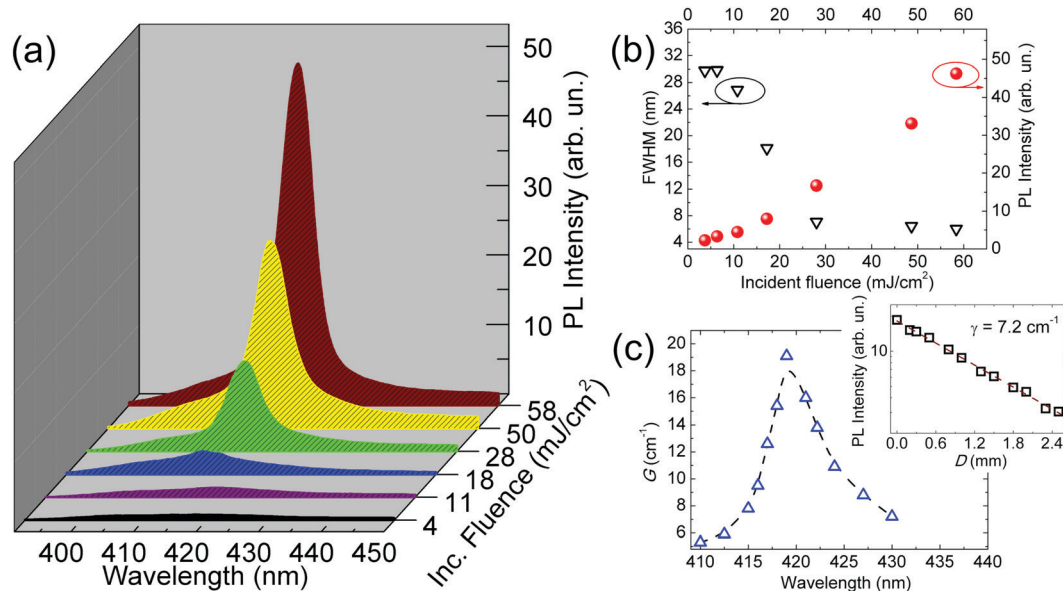 (a)
50
40
30
20
10
PL Intensity (arb. un.)
58
50
28
18
11
4
Inc. Fluence (mJ/cm²)
400 410 420 430 440 450
Wavelength (nm)
(b)
0 10 20 30 40 50 60
36
32
28
24
20
16
12
8
4
FWHM (nm)
50
40
30
20
10
0
PL Intensity (arb. un.)
0 10 20 30 40 50 60
Incident fluence (mJ/cm²)
(c)
20
18
16
14
12
10
8
6
G (cm⁻¹)
410 415 420 425 430 435 440
Wavelength (nm)
γ = 7.2 cm⁻¹
10
PL Intensity (arb. un.)
0.0 0.6 1.2 1.8 2.4
D (mm)